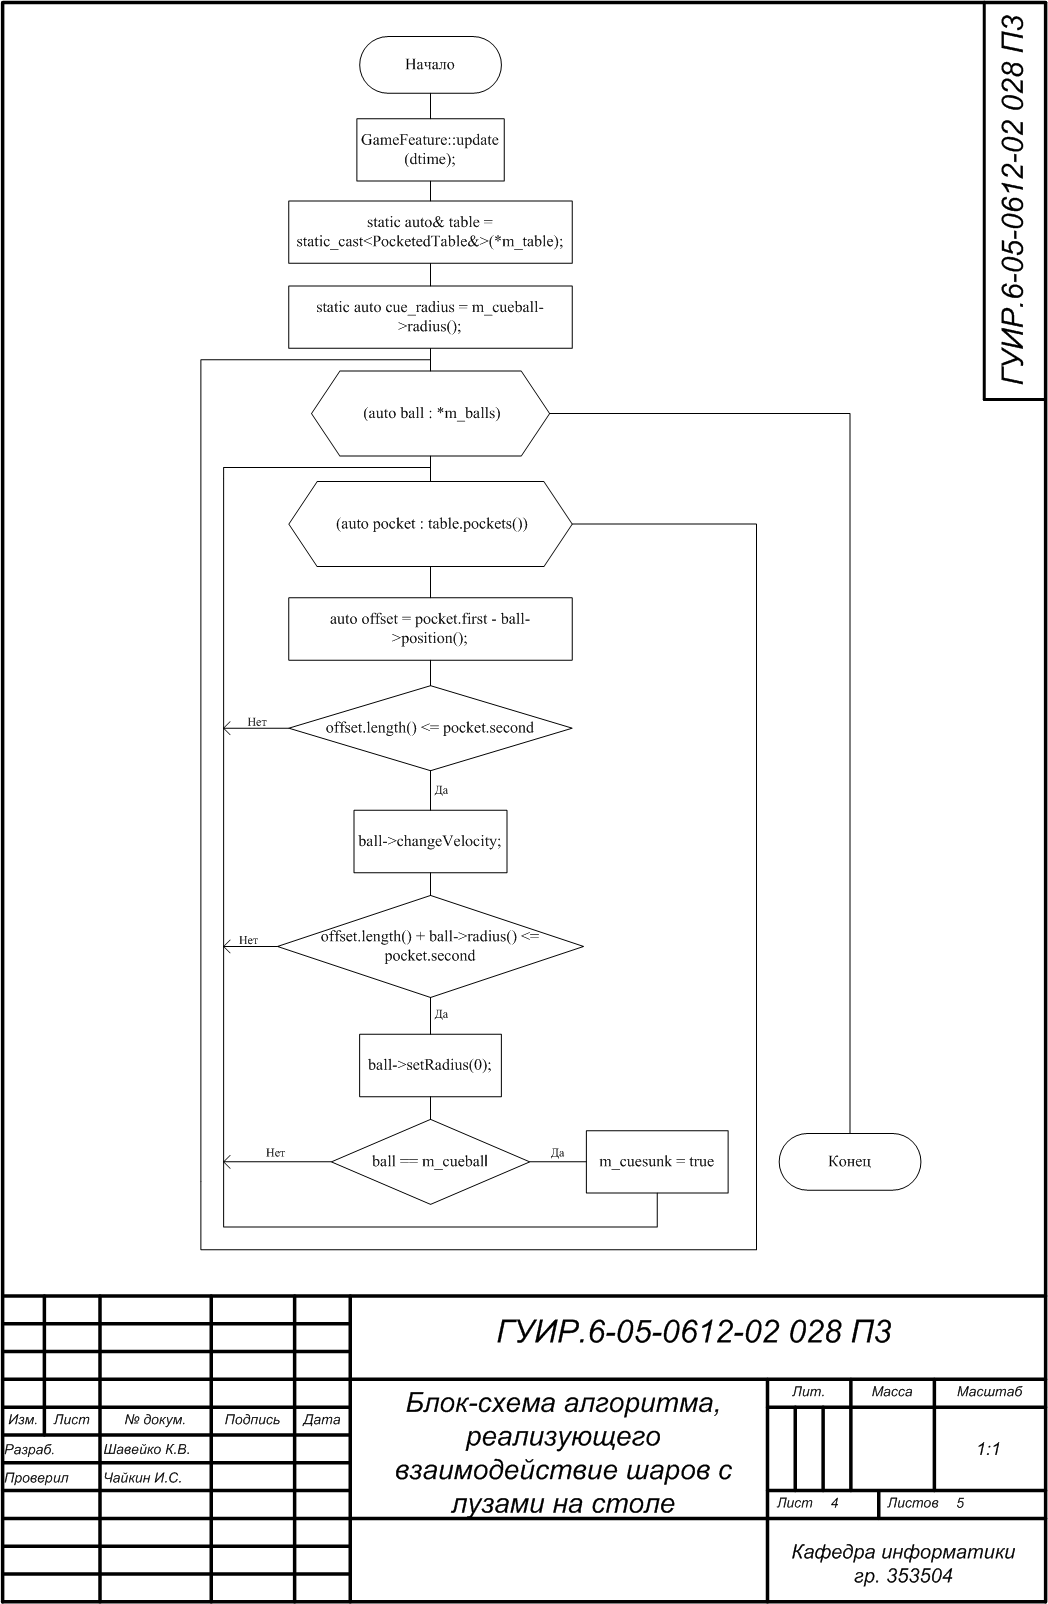 ГУИР.6-05-0612-02 028 ПЗ
Начало
GameFeature::update
(dtime);
static auto& table =
static_cast<PocketedTable&>(*m_table);
static auto cue_radius = m_cueball-
>radius();
(auto ball : *m_balls)
(auto pocket : table.pockets())
auto offset = pocket.first - ball-
>position();
offset.length() <= pocket.second
Нет
Да
ball->changeVelocity;
offset.length() + ball->radius() <=
pocket.second
Нет
Да
ball->setRadius(0);
ball == m_cueball
Нет
Да
m_cuesunk = true
Конец
ГУИР.6-05-0612-02 028 ПЗ
Блок-схема алгоритма,
реализующего
взаимодействие шаров с
лузами на столе
Лит.
Масса
Масштаб
1:1
Лист 4
Листов 5
Изм.
Лист
№ докум.
Подпись
Дата
Разраб.
Шавейко К.В.
Проверил
Чайкин И.С.
Кафедра информатики
гр. 353504